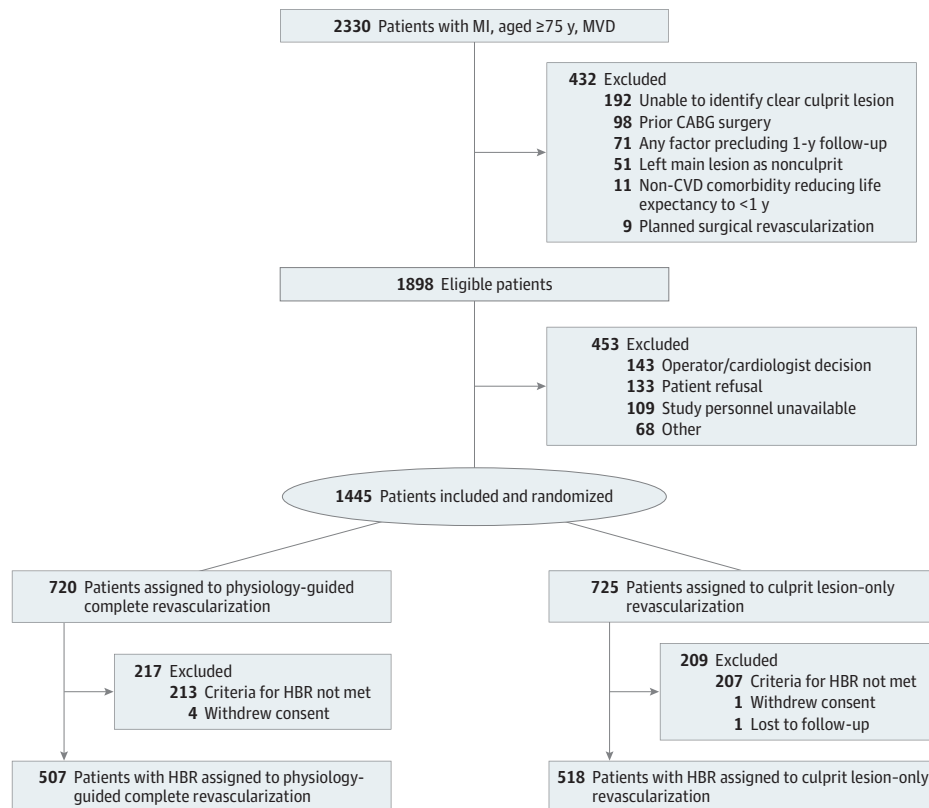 2330 Patients with MI, aged ≥75 y, MVD
432 Excluded
192 Unable to identify clear culprit lesion
98 Prior CABG surgery
71 Any factor precluding 1-y follow-up
51 Left main lesion as nonculprit
11 Non-CVD comorbidity reducing life
expectancy to <1 y
9 Planned surgical revascularization
1898 Eligible patients
453 Excluded
143 Operator/cardiologist decision
133 Patient refusal
109 Study personnel unavailable
68 Other
1445 Patients included and randomized
720 Patients assigned to physiology-guided
complete revascularization
725 Patients assigned to culprit lesion-only
revascularization
217 Excluded
213 Criteria for HBR not met
4 Withdrew consent
209 Excluded
207 Criteria for HBR not met
1 Withdrew consent
1 Lost to follow-up
507 Patients with HBR assigned to physiology-
guided complete revascularization
518 Patients with HBR assigned to culprit lesion-only
revascularization